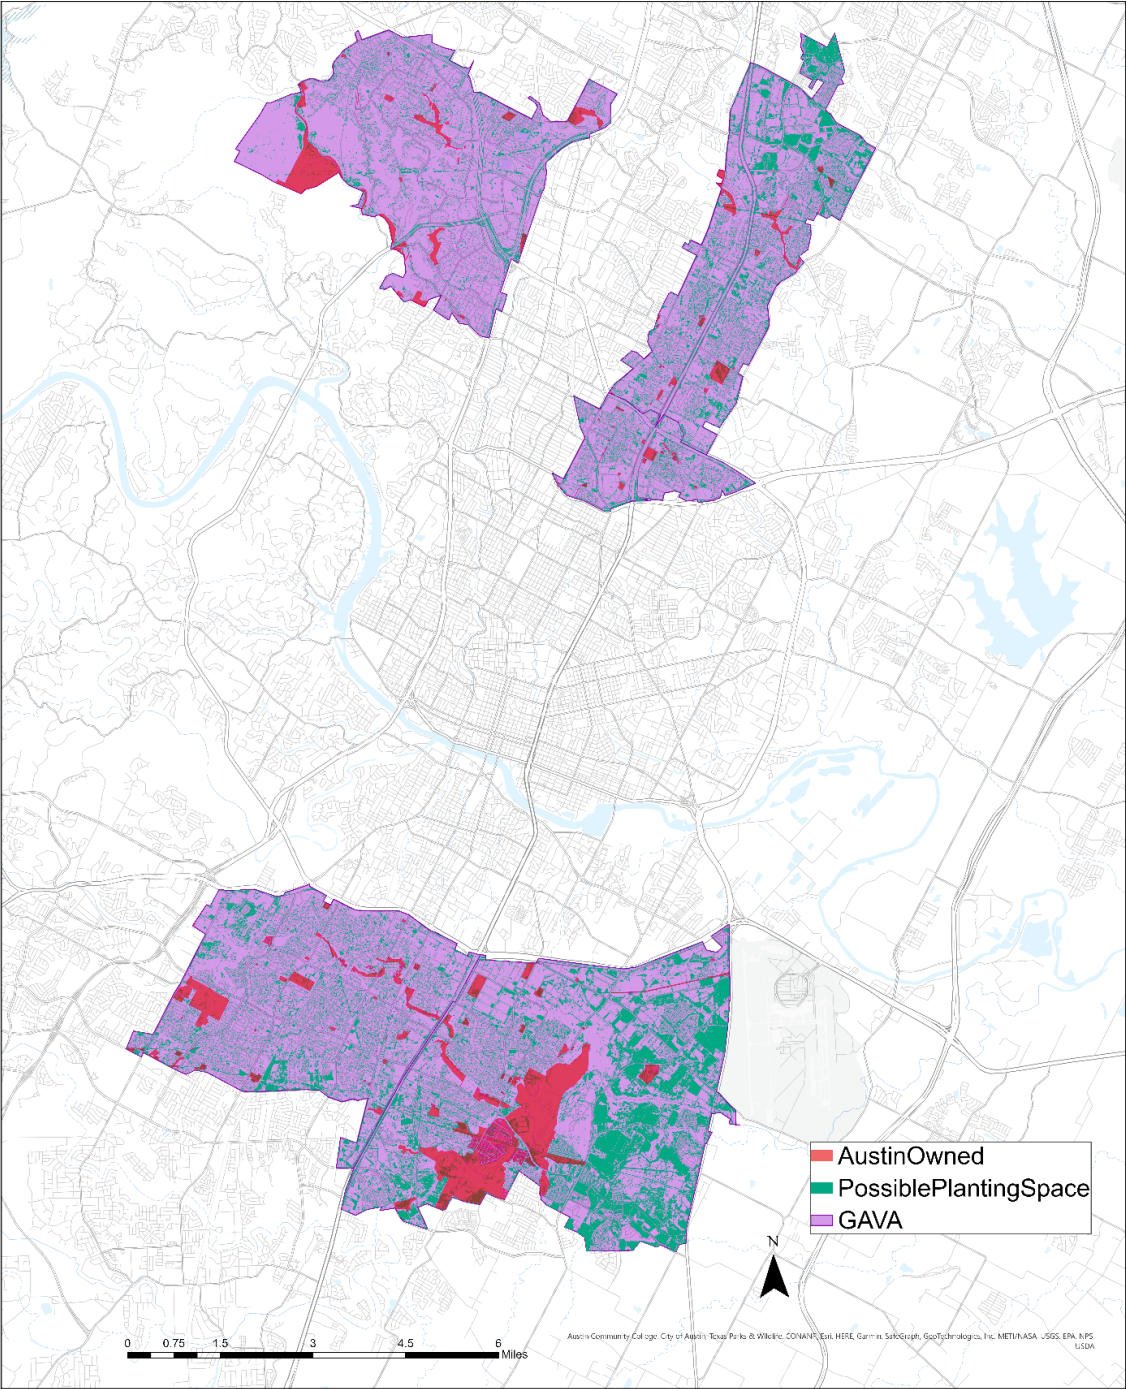 AustinOwned
PossiblePlantingSpace
GAVA
N
0 0.75 1.5 3 4.5 6
Miles
Austin Community College, City of Austin, Texas Parks & Wildlife, CONANP, Esri, HERE, Garmin, SafeGraph, GeoTechnologies, Inc, METI/NASA, USGS, EPA, NPS,
USDA